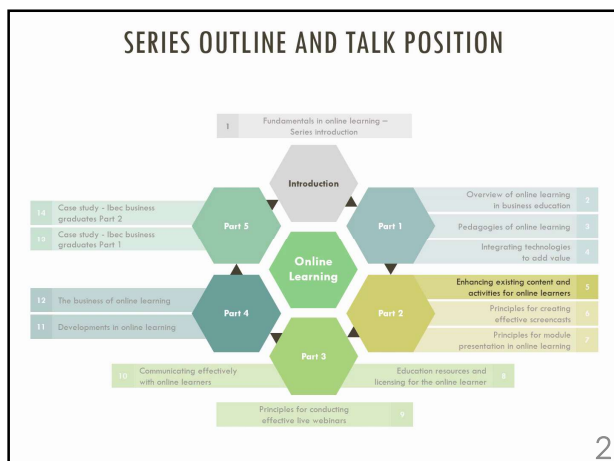 SERIES OUTLINE AND TALK POSITION
1
Fundamentals in online learning –
Series introduction
Introduction
Part 1
Overview of online learning
in business education
2
Pedagogies of online learning
3
Integrating technologies
to add value
4
Part 2
Enhancing existing content and
activities for online learners
5
Principles for creating
effective screencasts
6
Principles for module
presentation in online learning
7
Part 3
Education resources and
licensing for the online learner
8
Principles for conducting
effective live webinars
9
10
Communicating effectively
with online learners
Part 4
11
Developments in online learning
12
The business of online learning
Part 5
13
Case study - Ibec business
graduates Part 1
14
Case study - Ibec business
graduates Part 2
Online
Learning
2